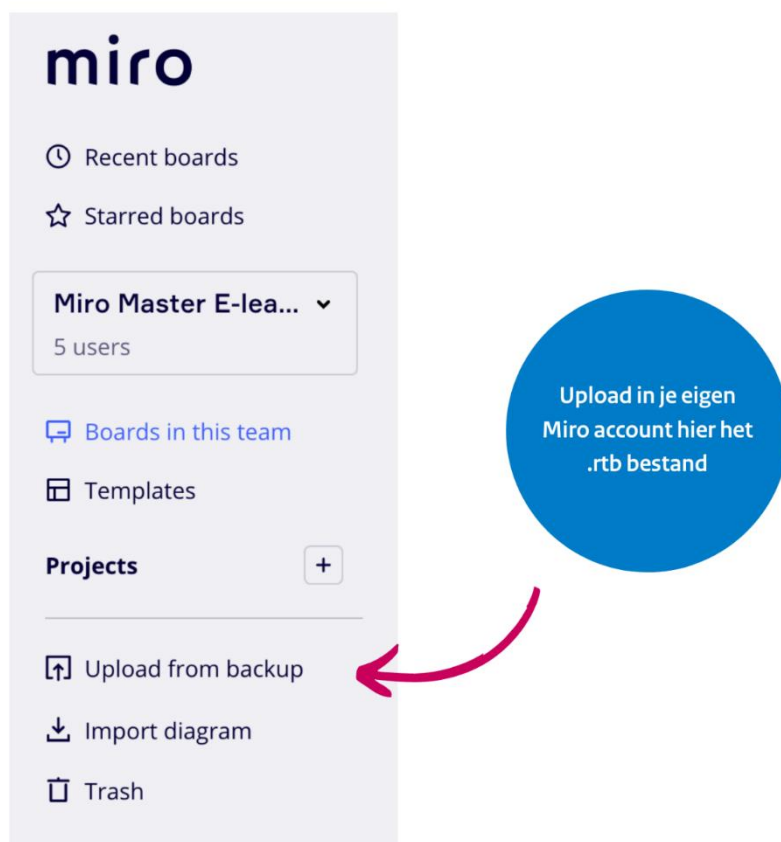 miro
Recent boards
Starred boards
Miro Master E-lea...
5 users
Boards in this team
Templates
Projects
+
Upload from backup
Import diagram
Trash
Upload in je eigen
Miro account hier het
.rtb bestand